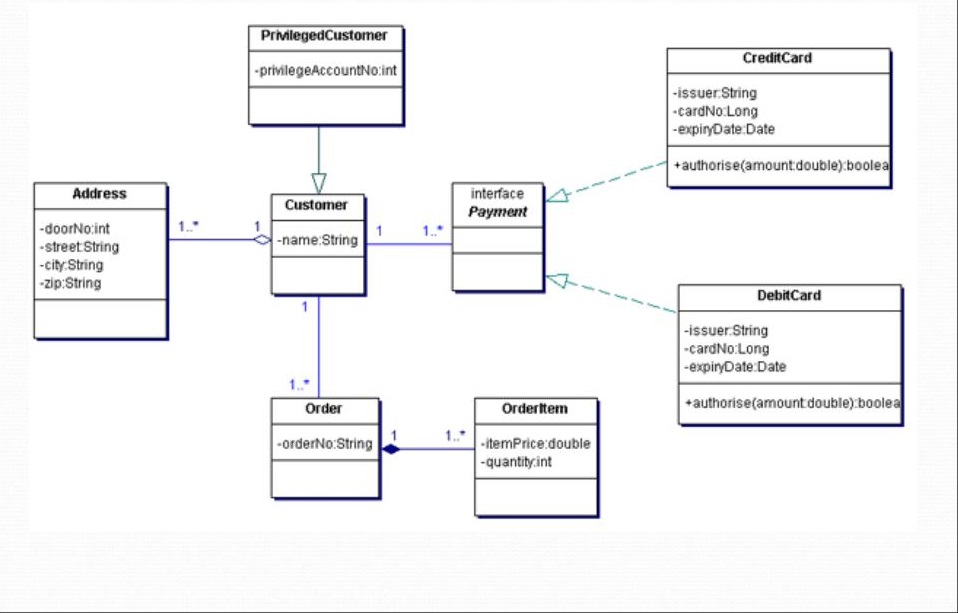 PrivilegedCustomer
-privilegeAccountNo:int
CreditCard
-issuer:String
-cardNo:Long
-expiryDate:Date
+authorise(amount:double):boolea
Address
-doorNo:int
-street:String
-city:String
-zip:String
1..*
1
Customer
-name:String
1
1..*
interface
Payment
DebitCard
-issuer:String
-cardNo:Long
-expiryDate:Date
+authorise(amount:double):boolea
1
1..*
Order
-orderNo:String
1
1..*
OrderItem
-itemPrice:double
-quantity:int